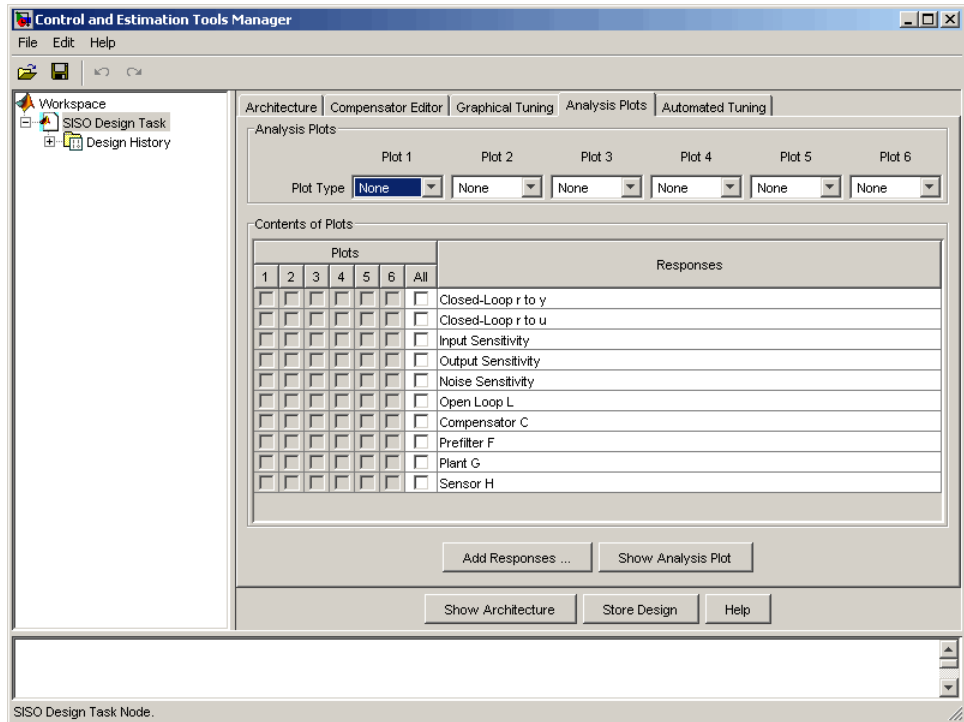 Control and Estimation Tools Manager
File Edit Help
Workspace
SISO Design Task
Design History
Architecture Compensator Editor Graphical Tuning Analysis Plots Automated Tuning
Analysis Plots
Plot 1 Plot 2 Plot 3 Plot 4 Plot 5 Plot 6
Plot Type None None None None None None
Contents of Plots
Plots
Responses
1 2 3 4 5 6 All
Closed-Loop r to y
Closed-Loop r to u
Input Sensitivity
Output Sensitivity
Noise Sensitivity
Open Loop L
Compensator C
Prefilter F
Plant G
Sensor H
Add Responses ... Show Analysis Plot
Show Architecture Store Design Help
SISO Design Task Node.